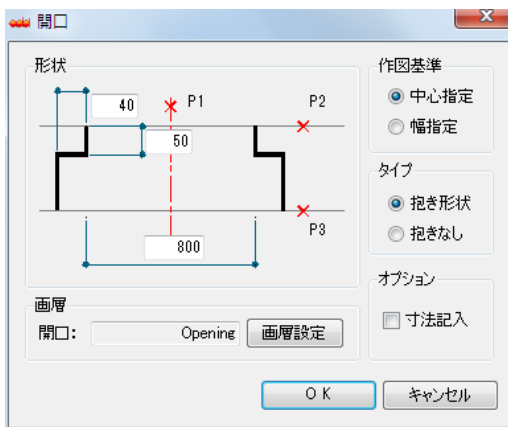 開口
形状
40
P1
P2
50
P3
800
画層
開口:
Opening
画層設定
作図基準
中心指定
幅指定
タイプ
抱き形状
抱きなし
オプション
寸法記入
OK
キャンセル